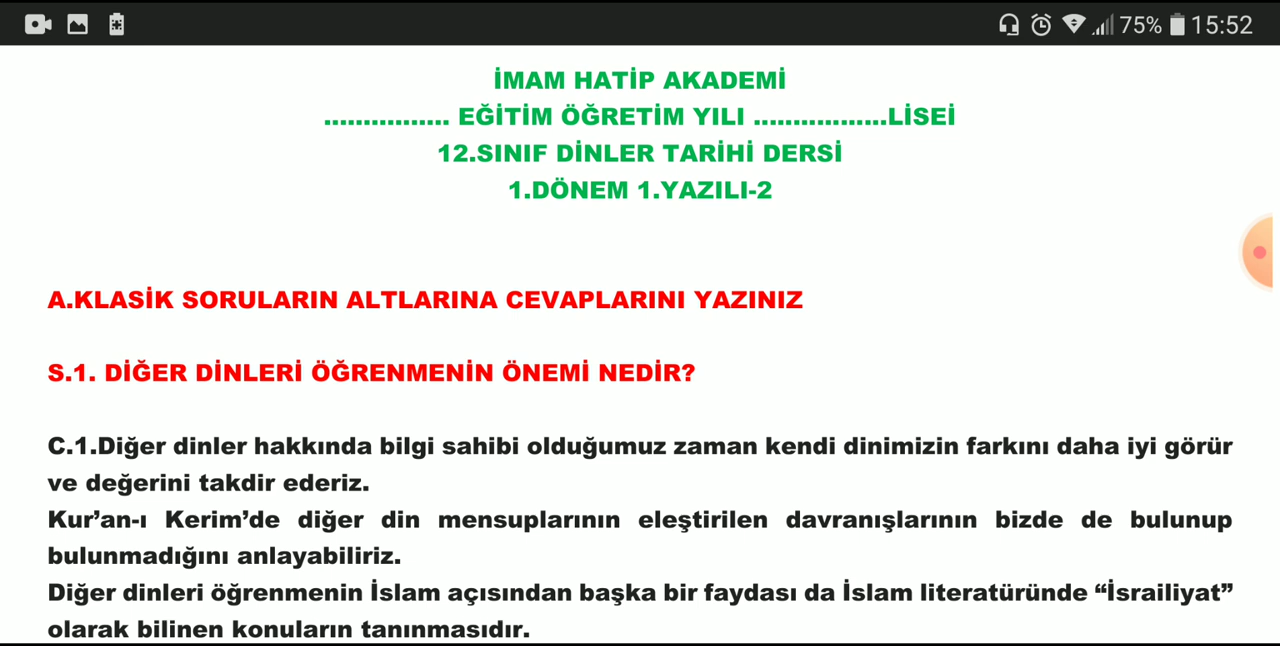 75% 15:52
İMAM HATİP AKADEMİ
................ EĞİTİM ÖĞRETİM YILI .................LİSEİ
12.SINIF DİNLER TARİHİ DERSİ
1.DÖNEM 1.YAZILI-2
A.KLASİK SORULARIN ALTLARINA CEVAPLARINI YAZINIZ
S.1. DİĞER DİNLERİ ÖĞRENMENİN ÖNEMİ NEDİR?
C.1.Diğer dinler hakkında bilgi sahibi olduğumuz zaman kendi dinimizin farkını daha iyi görür
ve değerini takdir ederiz.
Kur’an-ı Kerim’de diğer din mensuplarının eleştirilen davranışlarının bizde de bulunup
bulunmadığını anlayabiliriz.
Diğer dinleri öğrenmenin İslam açısından başka bir faydası da İslam literatüründe “İsrailiyat”
olarak bilinen konuların tanınmasıdır.